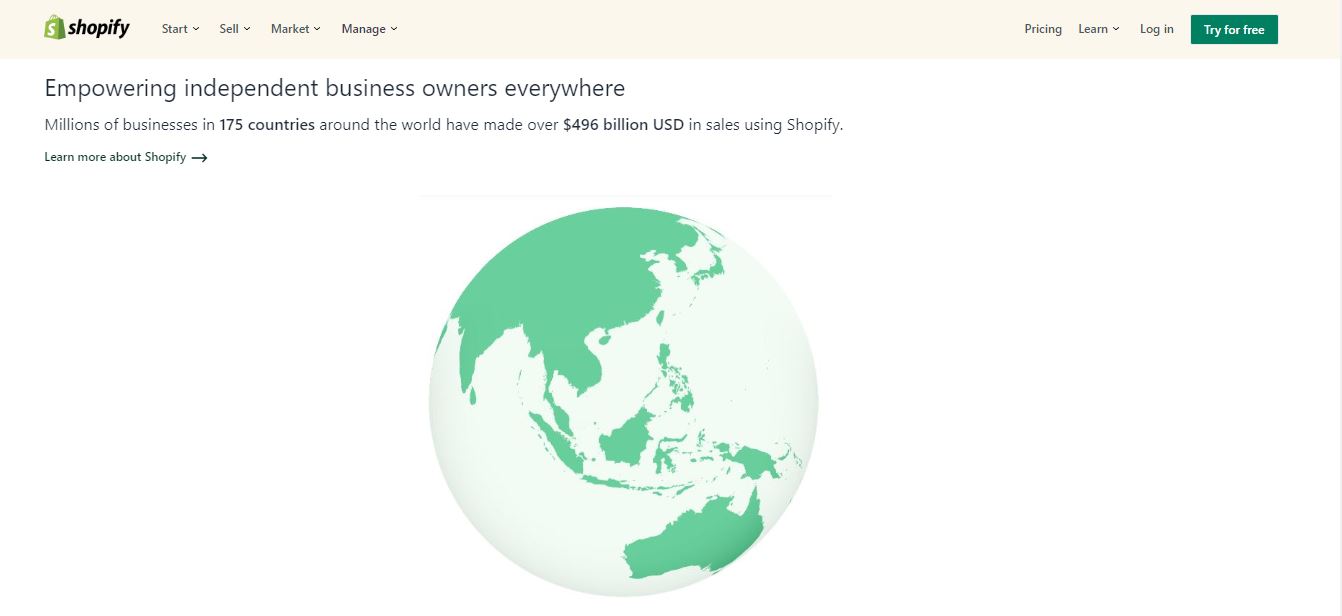 shopify Start Sell Market Manage Pricing Learn Log in Try for free
Empowering independent business owners everywhere
Millions of businesses in 175 countries around the world have made over $496 billion USD in sales using Shopify.
Learn more about Shopify →